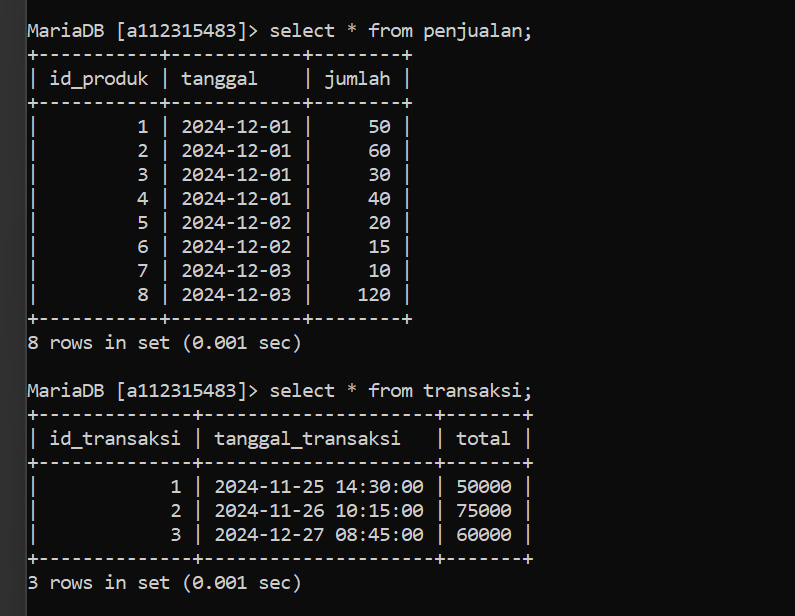 MariaDB [a112315483]> select * from penjualan;
+-----------+------------+--------+
| id_produk | tanggal    | jumlah |
+-----------+------------+--------+
|         1 | 2024-12-01 |     50 |
|         2 | 2024-12-01 |     60 |
|         3 | 2024-12-01 |     30 |
|         4 | 2024-12-01 |     40 |
|         5 | 2024-12-02 |     20 |
|         6 | 2024-12-02 |     15 |
|         7 | 2024-12-03 |     10 |
|         8 | 2024-12-03 |    120 |
+-----------+------------+--------+
8 rows in set (0.001 sec)

MariaDB [a112315483]> select * from transaksi;
+--------------+---------------------+-------+
| id_transaksi | tanggal_transaksi   | total |
+--------------+---------------------+-------+
|            1 | 2024-11-25 14:30:00 | 50000 |
|            2 | 2024-11-26 10:15:00 | 75000 |
|            3 | 2024-12-27 08:45:00 | 60000 |
+--------------+---------------------+-------+
3 rows in set (0.001 sec)